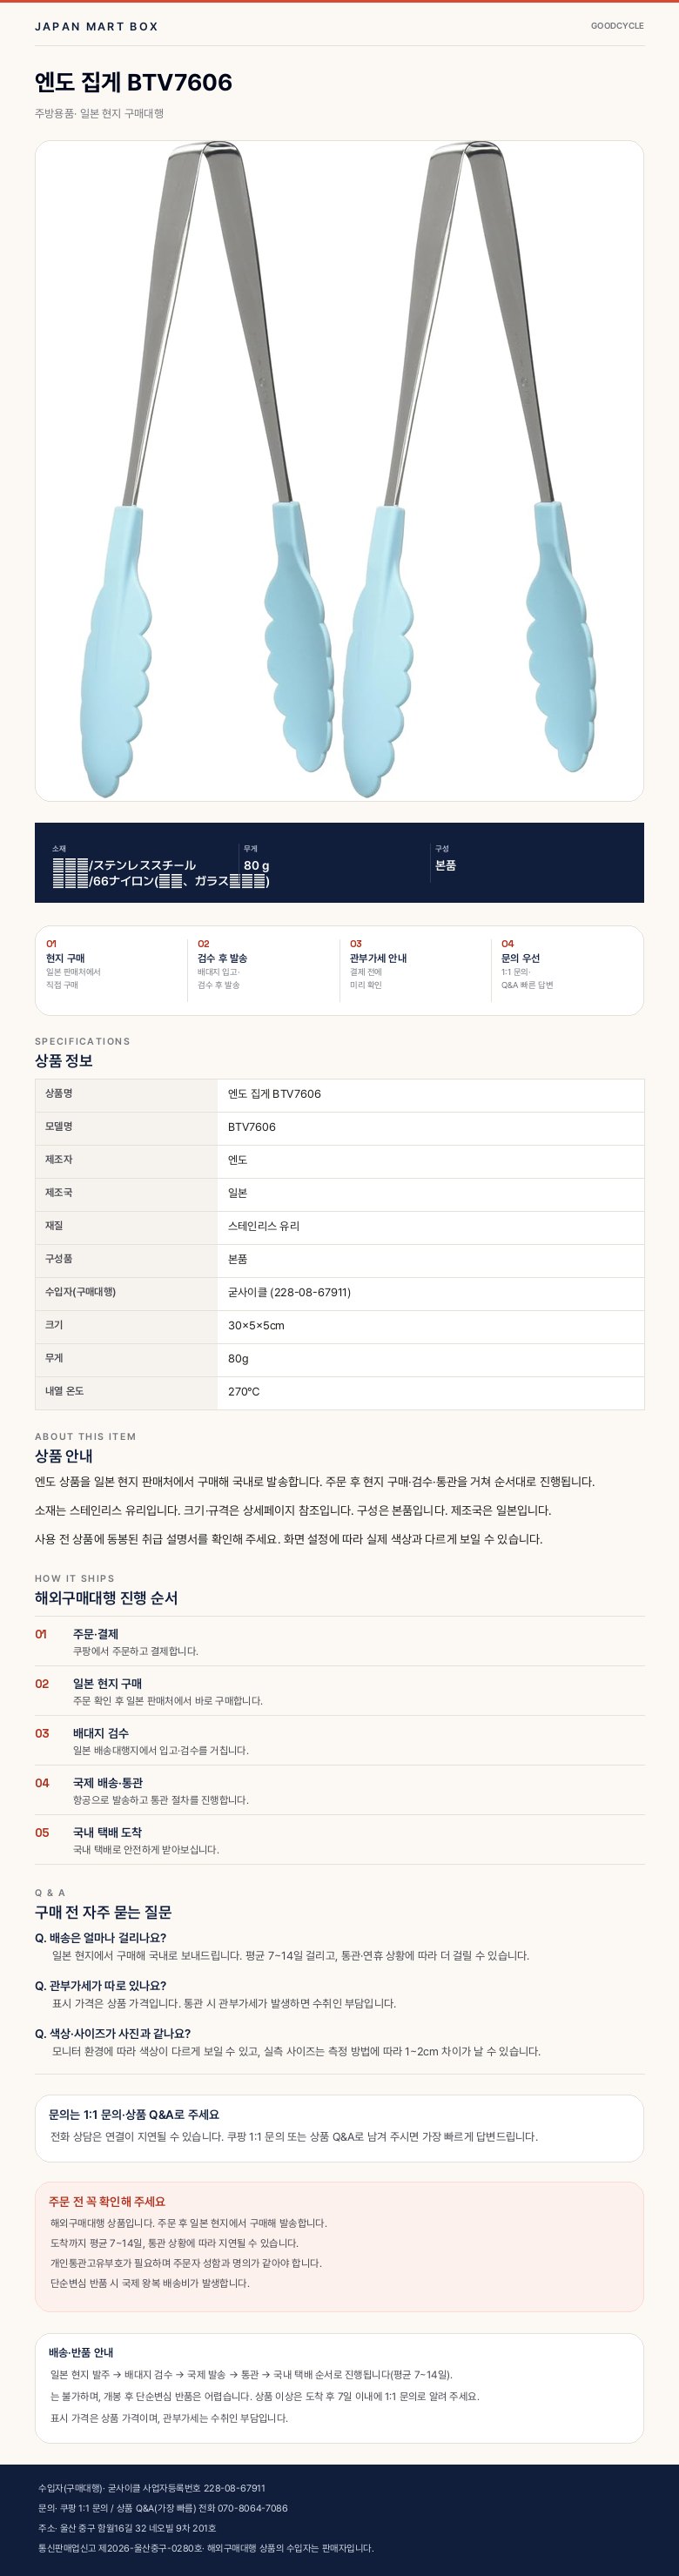 JAPAN MART BOX
GOODCYCLE
엔도 집게 BTV7606
주방용품· 일본 현지 구매대행
소재
/ステンレススチール
/66ナイロン(、ガラス)
무게
80 g
구성
본품
01
현지 구매
일본 판매처에서
직접 구매
02
검수 후 발송
배대지 입고·
검수 후 발송
03
관부가세 안내
결제 전에
미리 확인
04
문의 우선
1:1 문의·
Q&A 빠른 답변
SPECIFICATIONS
상품 정보
상품명 엔도 집게 BTV7606
모델명 BTV7606
제조자 엔도
제조국 일본
재질 스테인리스 유리
구성품 본품
수입자(구매대행) 굳사이클 (228-08-67911)
크기 30×5×5cm
무게 80g
내열 온도 270℃
ABOUT THIS ITEM
상품 안내
엔도 상품을 일본 현지 판매처에서 구매해 국내로 발송합니다. 주문 후 현지 구매·검수·통관을 거쳐 순서대로 진행됩니다.
소재는 스테인리스 유리입니다. 크기·규격은 상세페이지 참조입니다. 구성은 본품입니다. 제조국은 일본입니다.
사용 전 상품에 동봉된 취급 설명서를 확인해 주세요. 화면 설정에 따라 실제 색상과 다르게 보일 수 있습니다.
HOW IT SHIPS
해외구매대행 진행 순서
01 주문·결제
쿠팡에서 주문하고 결제합니다.
02 일본 현지 구매
주문 확인 후 일본 판매처에서 바로 구매합니다.
03 배대지 검수
일본 배송대행지에서 입고·검수를 거칩니다.
04 국제 배송·통관
항공으로 발송하고 통관 절차를 진행합니다.
05 국내 택배 도착
국내 택배로 안전하게 받아보십니다.
Q & A
구매 전 자주 묻는 질문
Q. 배송은 얼마나 걸리나요?
일본 현지에서 구매해 국내로 보내드립니다. 평균 7~14일 걸리고, 통관·연휴 상황에 따라 더 걸릴 수 있습니다.
Q. 관부가세가 따로 있나요?
표시 가격은 상품 가격입니다. 통관 시 관부가세가 발생하면 수취인 부담입니다.
Q. 색상·사이즈가 사진과 같나요?
모니터 환경에 따라 색상이 다르게 보일 수 있고, 실측 사이즈는 측정 방법에 따라 1~2cm 차이가 날 수 있습니다.
문의는 1:1 문의·상품 Q&A로 주세요
전화 상담은 연결이 지연될 수 있습니다. 쿠팡 1:1 문의 또는 상품 Q&A로 남겨 주시면 가장 빠르게 답변드립니다.
주문 전 꼭 확인해 주세요
해외구매대행 상품입니다. 주문 후 일본 현지에서 구매해 발송합니다.
도착까지 평균 7~14일, 통관 상황에 따라 지연될 수 있습니다.
개인통관고유부호가 필요하며 주문자 성함과 명의가 같아야 합니다.
단순변심 반품 시 국제 왕복 배송비가 발생합니다.
배송·반품 안내
일본 현지 발주 → 배대지 검수 → 국제 발송 → 통관 → 국내 택배 순서로 진행됩니다(평균 7~14일).
는 불가하며, 개봉 후 단순변심 반품은 어렵습니다. 상품 이상은 도착 후 7일 이내에 1:1 문의로 알려 주세요.
표시 가격은 상품 가격이며, 관부가세는 수취인 부담입니다.
수입자(구매대행)· 굳사이클 사업자등록번호 228-08-67911
문의· 쿠팡 1:1 문의 / 상품 Q&A(가장 빠름) 전화 070-8064-7086
주소· 울산 중구 함월16길 32 네오빌 9차 201호
통신판매업신고 제2026-울산중구-0280호· 해외구매대행 상품의 수입자는 판매자입니다.